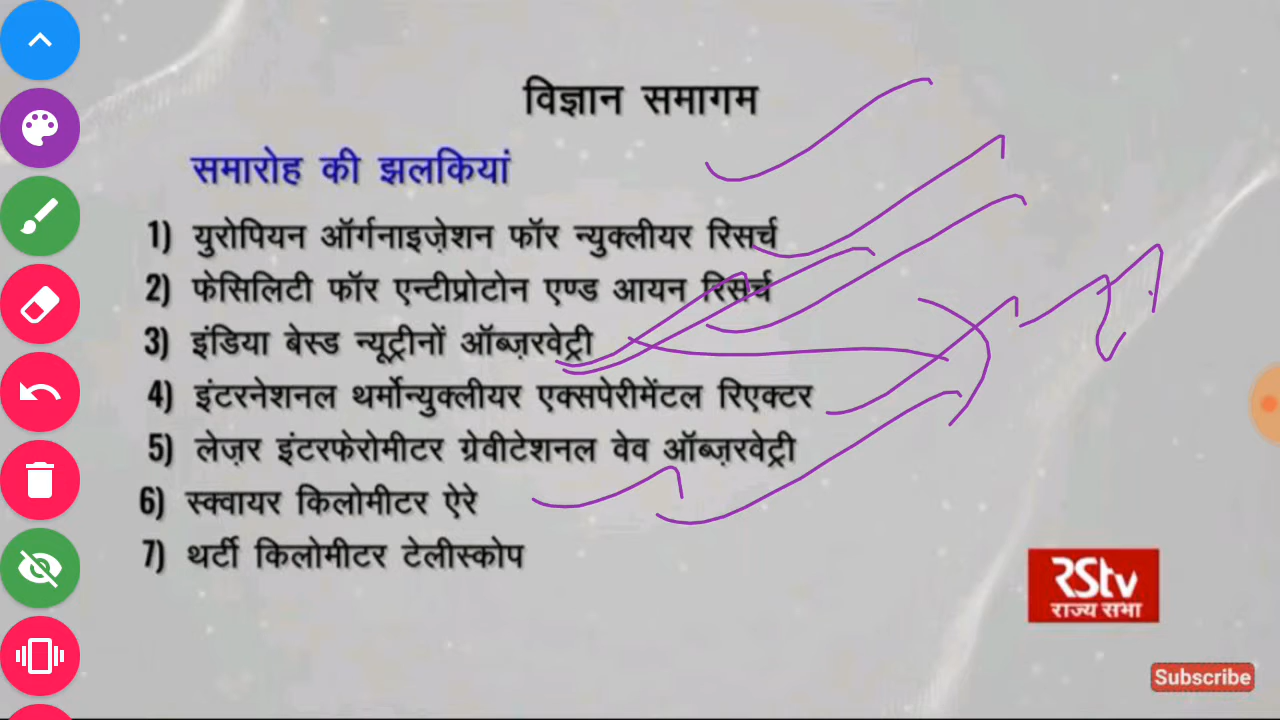 विज्ञान समागम
समारोह की झलकियां
1) युरोपियन ऑर्गनाइज़ेशन फॉर न्युक्लीयर रिसर्च
2) फेसिलिटी फॉर एन्टीप्रोटोन एण्ड आयन रिसर्च
3) इंडिया बेस्ड न्यूट्रीनों ऑब्ज़रवेट्री
4) इंटरनेशनल थर्मोन्युक्लीयर एक्सपेरीमेंटल रिएक्टर
5) लेज़र इंटरफेरोमीटर ग्रेवीटेशनल वेव ऑब्ज़रवेट्री
6) स्क्वायर किलोमीटर ऐरे
7) थर्टी किलोमीटर टेलीस्कोप
RStv
राज्य सभा
Subscribe